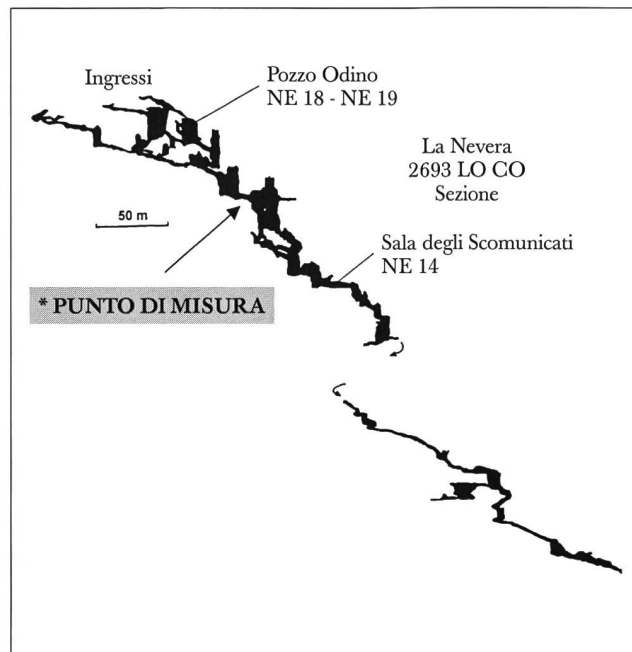 Ingressi
Pozzo Odino
NE 18 - NE 19
La Nevera
2693 LO CO
Sezione
50 m
Sala degli Scomunicati
NE 14
* PUNTO DI MISURA